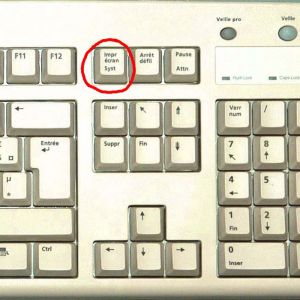 Veille pro Veille
F11 F12 Impr écran Syst Arrêt défil Pause Attn
Num Lock Caps Lock
← Inser ↖ ⇞ Verr num /
Entrée ↵ Suppr Fin ⇟ 7 ↖ 8 ↑
¤ µ 4 ← 5
↑ 1 Fin 2 ↓
Ctrl ← ↓ → 0 Inser